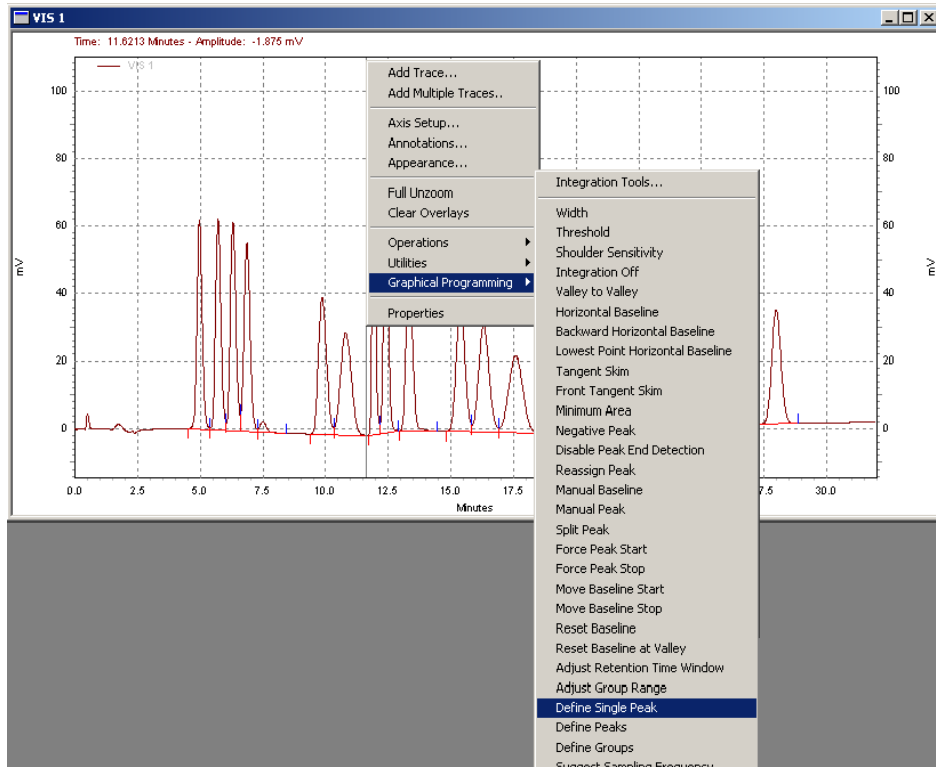 VIS 1
Time: 11.6213 Minutes - Amplitude: -1.875 mV
VIS 1
100
80
60
40
20
0
mV
0.0 2.5 5.0 7.5 10.0 12.5 15.0 17.5 7.5 30.0
Minutes
100
80
60
40
20
0
mV
Add Trace...
Add Multiple Traces..
Axis Setup...
Annotations...
Appearance...
Full Unzoom
Clear Overlays
Operations
Utilities
Graphical Programming
Properties
Integration Tools...
Width
Threshold
Shoulder Sensitivity
Integration Off
Valley to Valley
Horizontal Baseline
Backward Horizontal Baseline
Lowest Point Horizontal Baseline
Tangent Skim
Front Tangent Skim
Minimum Area
Negative Peak
Disable Peak End Detection
Reassign Peak
Manual Baseline
Manual Peak
Split Peak
Force Peak Start
Force Peak Stop
Move Baseline Start
Move Baseline Stop
Reset Baseline
Reset Baseline at Valley
Adjust Retention Time Window
Adjust Group Range
Define Single Peak
Define Peaks
Define Groups
Suggest Sampling Frequency